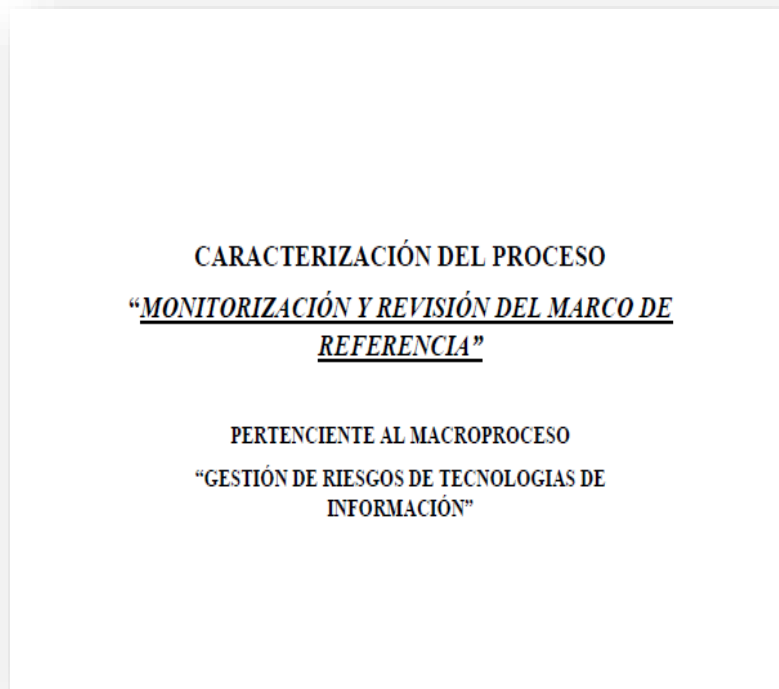 CARACTERIZACIÓN DEL PROCESO
“MONITORIZACIÓN Y REVISIÓN DEL MARCO DE
REFERENCIA”
PERTENCIENTE AL MACROPROCESO
“GESTIÓN DE RIESGOS DE TECNOLOGIAS DE
INFORMACIÓN”